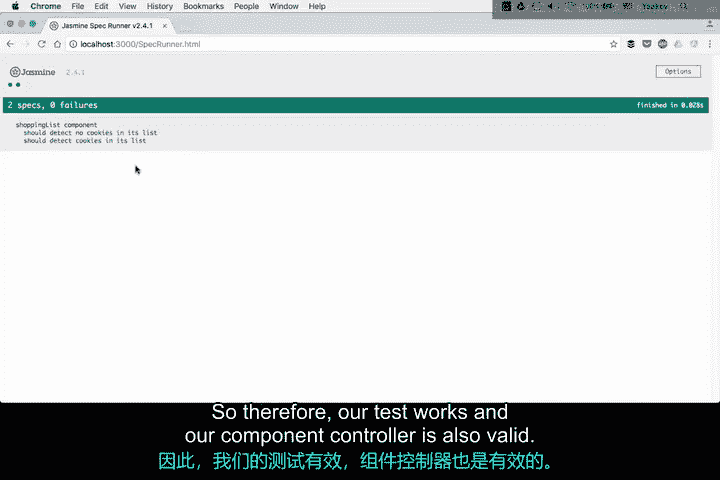 Chrome File Edit View History Bookmarks People Window Help
Jasmine Spec Runner v2.4.1
localhost:3000/SpecRunner.html
Jasmine 2.4.1
Options
2 specs, 0 failures
finished in 0.028s
shoppingList component
should detect no cookies in its list
should detect cookies in its list
So therefore, our test works and
our component controller is also valid.
因此，我们的测试有效，组件控制器也是有效的。